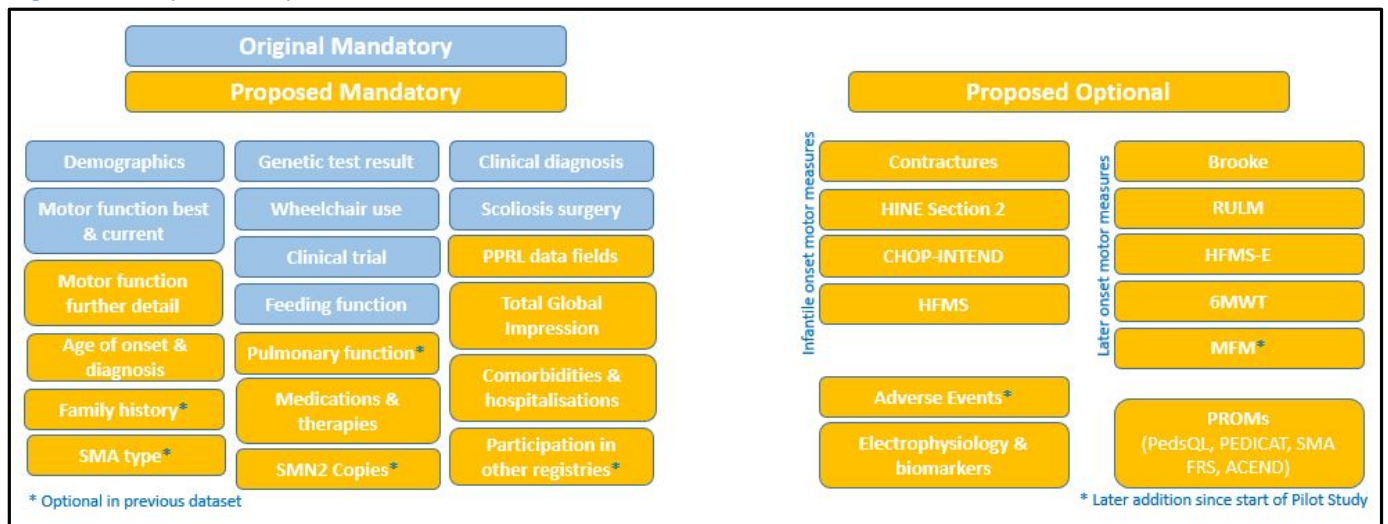 Original Mandatory
Proposed Mandatory
Demographics
Genetic test result
Clinical diagnosis
Motor function best
& current
Wheelchair use
Scoliosis surgery
Clinical trial
PPRL data fields
Motor function
further detail
Feeding function
Total Global
Impression
Age of onset &
diagnosis
Pulmonary function*
Comorbidities &
hospitalisations
Family history*
Medications &
therapies
SMA type*
SMN2 Copies*
Participation in
other registries*
* Optional in previous dataset
Proposed Optional
Infantile onset motor measures
Contractures
HINE Section 2
CHOP-INTEND
HFMS
Later onset motor measures
Brooke
RULM
HFMS-E
6MWT
MFM*
Adverse Events*
Electrophysiology &
biomarkers
PROMs
(PedsQL, PEDICAT, SMA
FRS, ACEND)
* Later addition since start of Pilot Study